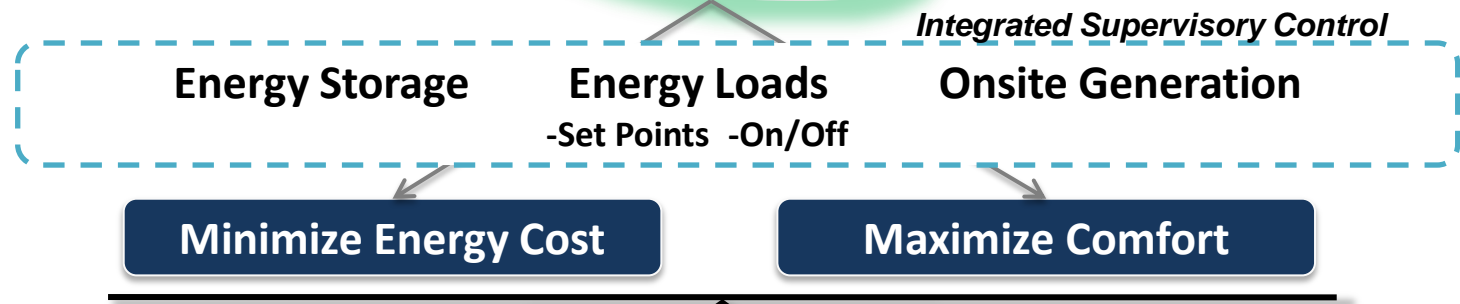 Integrated Supervisory Control
Energy Storage Energy Loads Onsite Generation
-Set Points -On/Off
Minimize Energy Cost Maximize Comfort